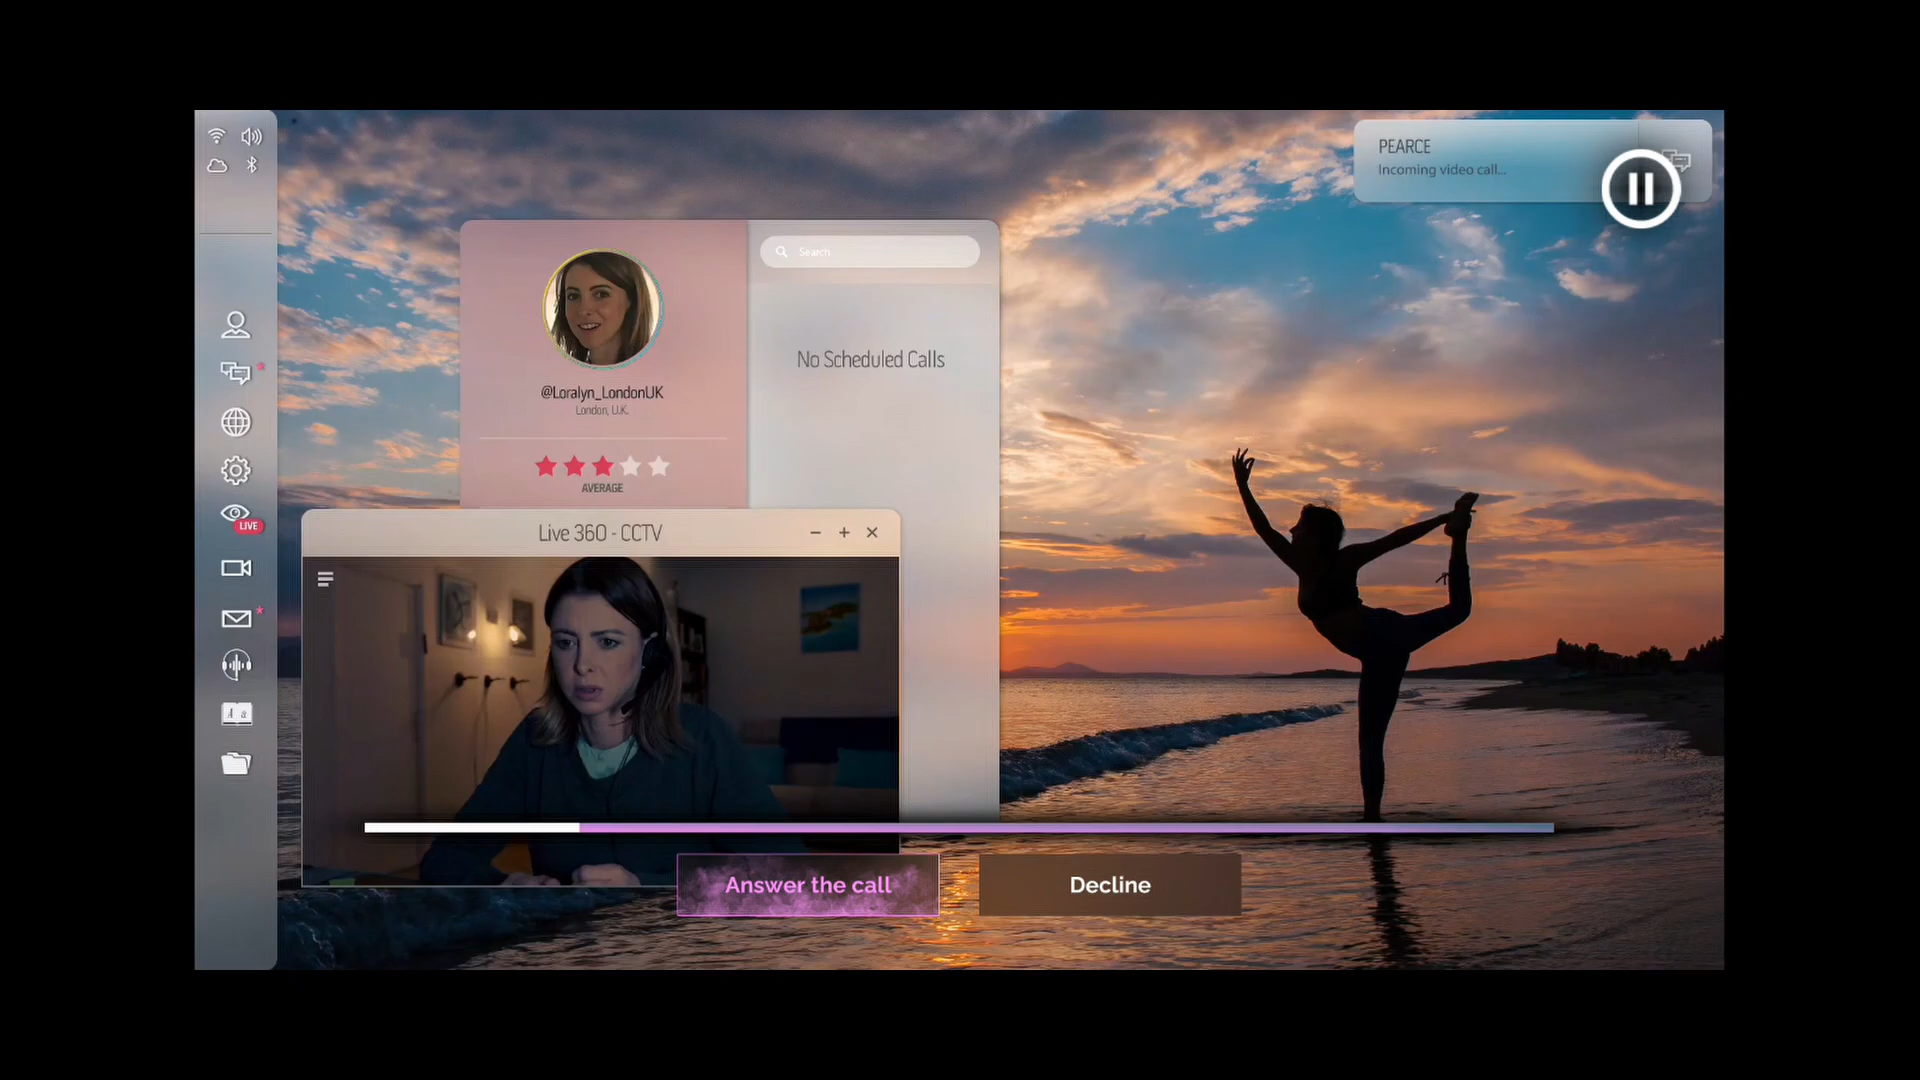 PEARCE
Incoming video call...
Search
No Scheduled Calls
@Loralyn_LondonUK
London, U.K.
AVERAGE
LIVE
Live 360 - CCTV
A a
Answer the call
Decline